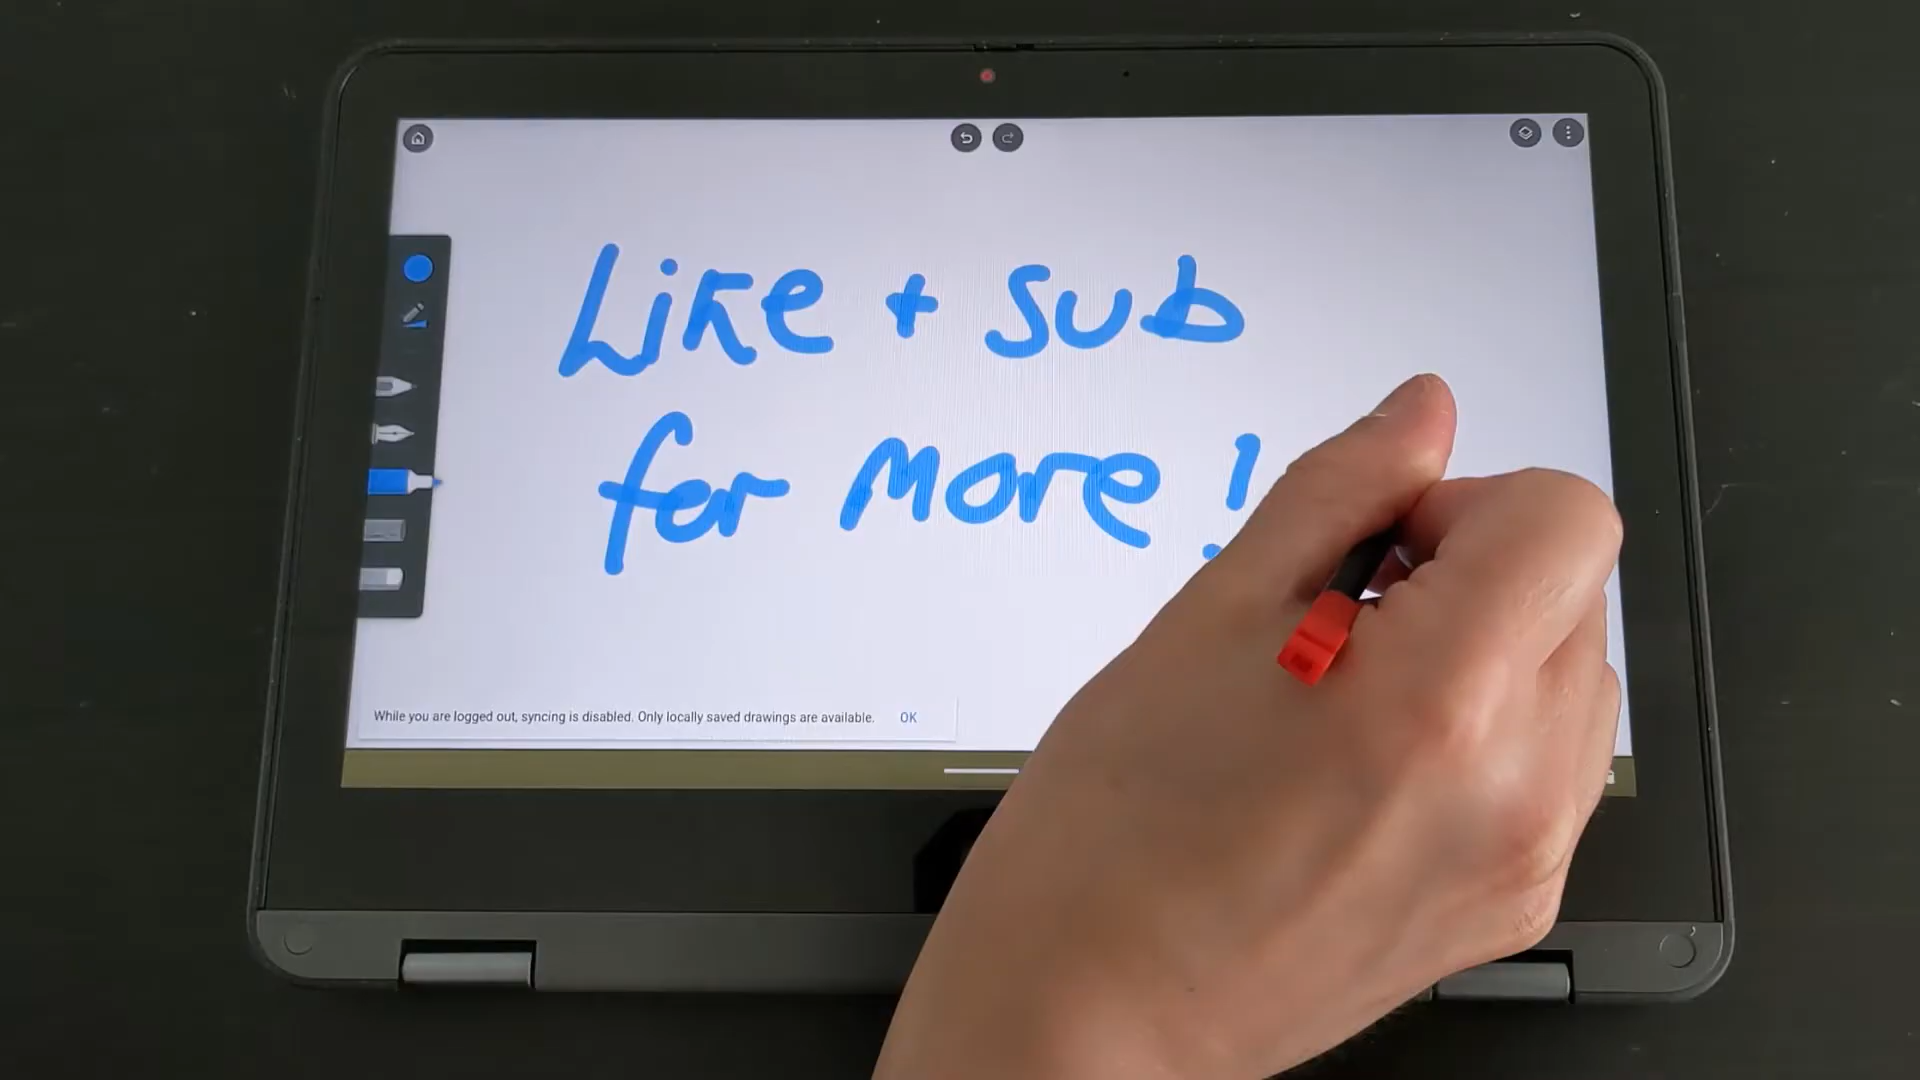 Like + Sub
for more !
While you are logged out, syncing is disabled. Only locally saved drawings are available. OK